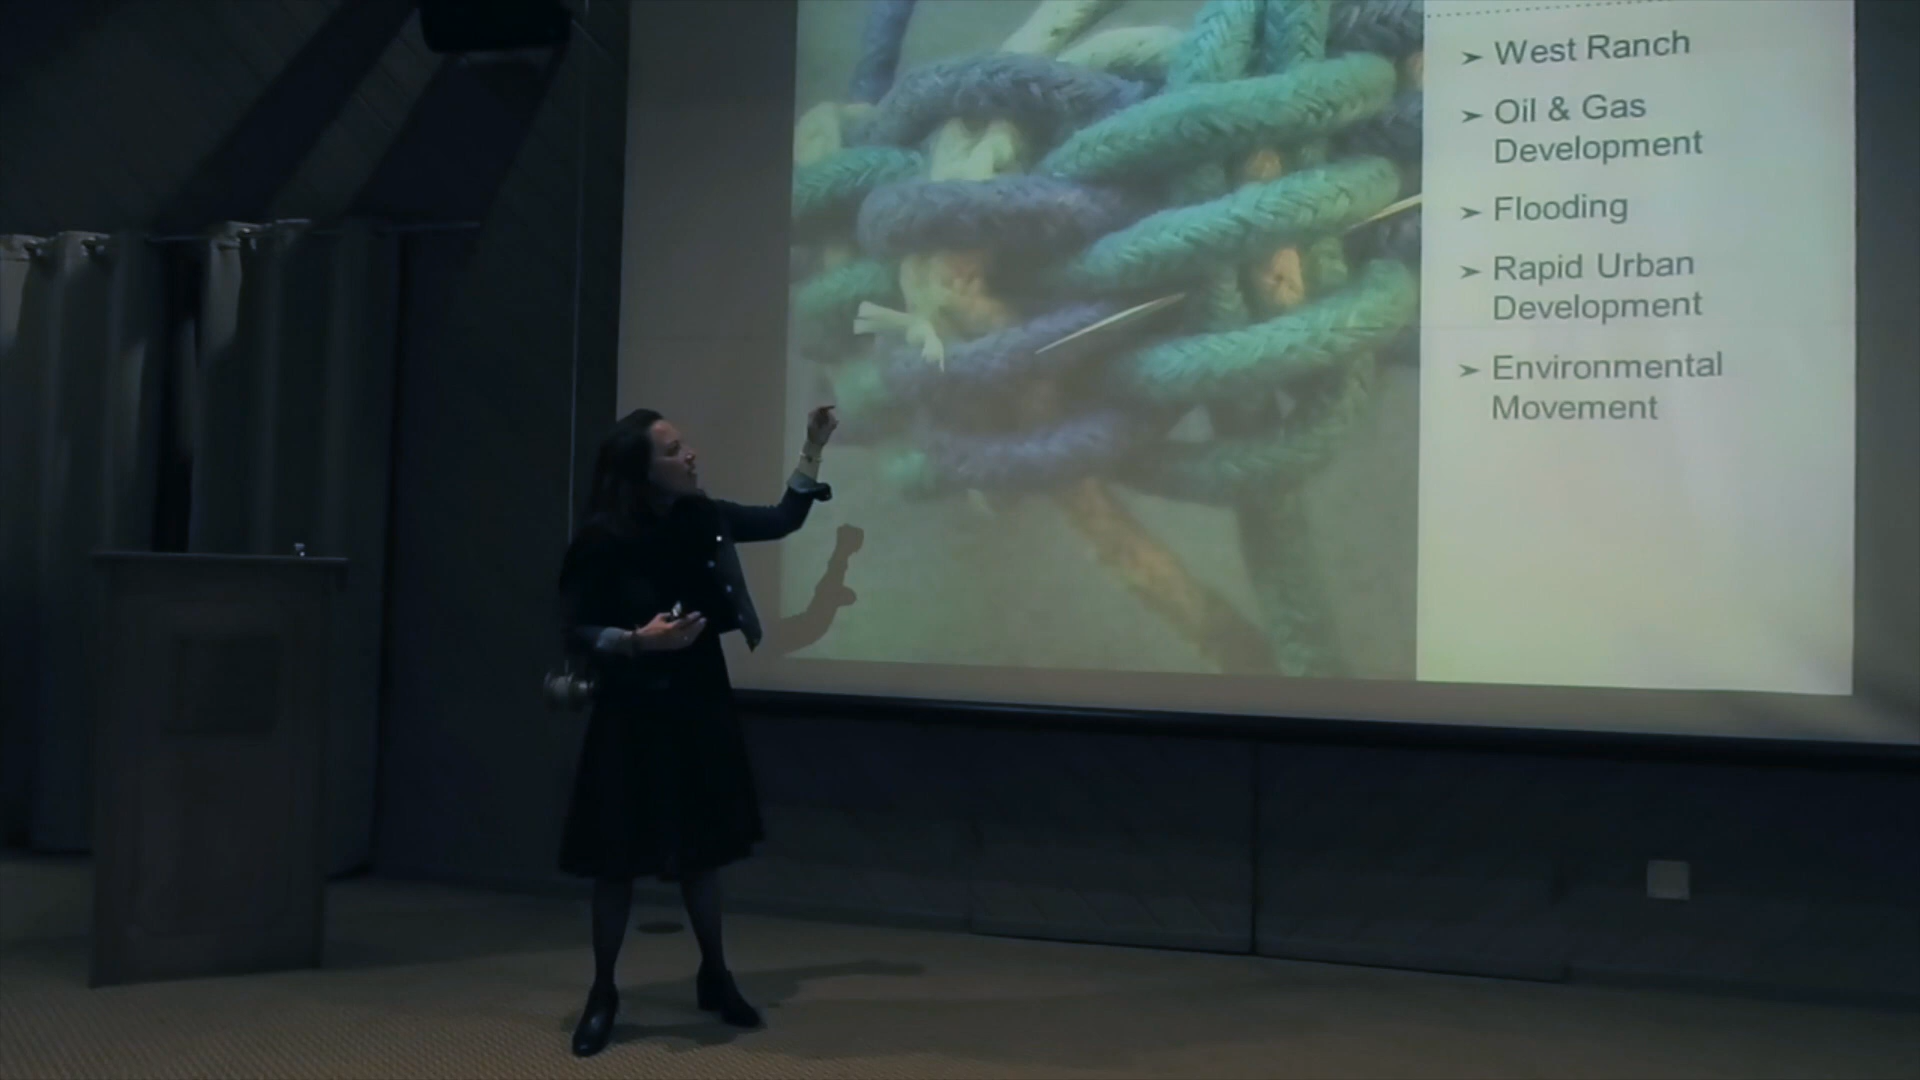 ➢ West Ranch
➢ Oil & Gas
Development
➢ Flooding
➢ Rapid Urban
Development
➢ Environmental
Movement